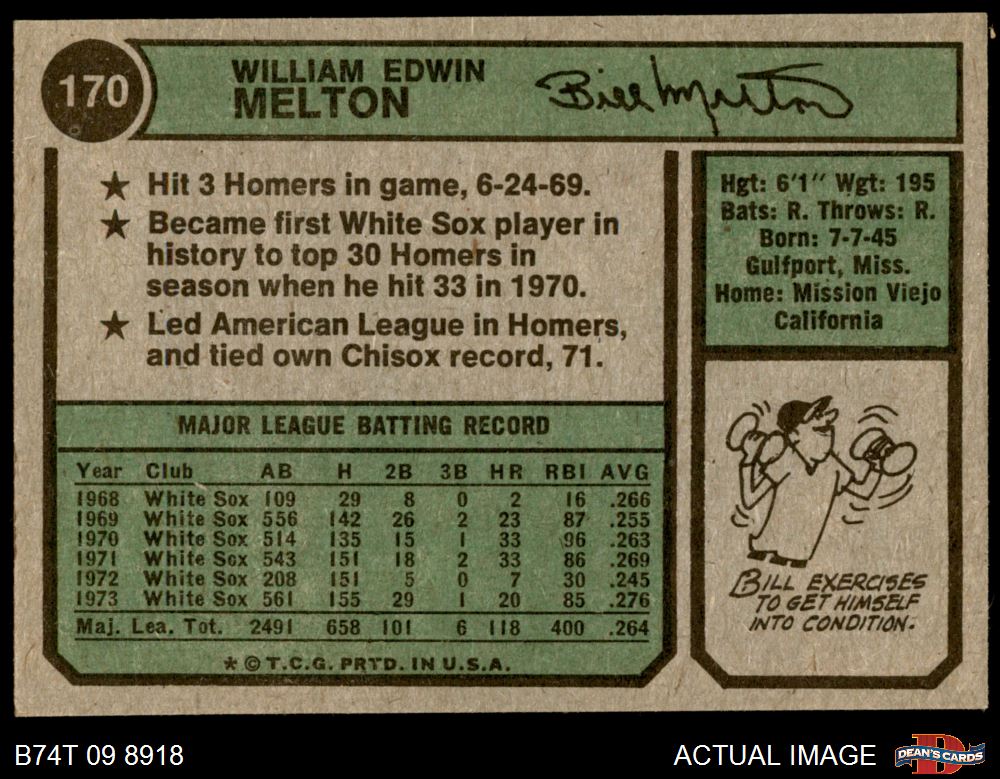 170
WILLIAM EDWIN
MELTON
Bill Melton
★ Hit 3 Homers in game, 6-24-69.
★ Became first White Sox player in
history to top 30 Homers in
season when he hit 33 in 1970.
★ Led American League in Homers,
and tied own Chisox record, 71.
Hgt: 6'1″ Wgt: 195
Bats: R. Throws: R.
Born: 7-7-45
Gulfport, Miss.
Home: Mission Viejo
California
MAJOR LEAGUE BATTING RECORD
Year Club AB H 2B 3B HR RBI AVG
1968 White Sox 109 29 8 0 2 16 .266
1969 White Sox 556 142 26 2 23 87 .255
1970 White Sox 514 135 15 1 33 96 .263
1971 White Sox 543 151 18 2 33 86 .269
1972 White Sox 208 151 5 0 7 30 .245
1973 White Sox 561 155 29 1 20 85 .276
Maj. Lea. Tot. 2491 658 101 6 118 400 .264
★ © T.C.G. PRTD. IN U.S.A.
BILL EXERCISES
TO GET HIMSELF
INTO CONDITION.
B74T 09 8918
ACTUAL IMAGE
D
DEAN'S CARDS